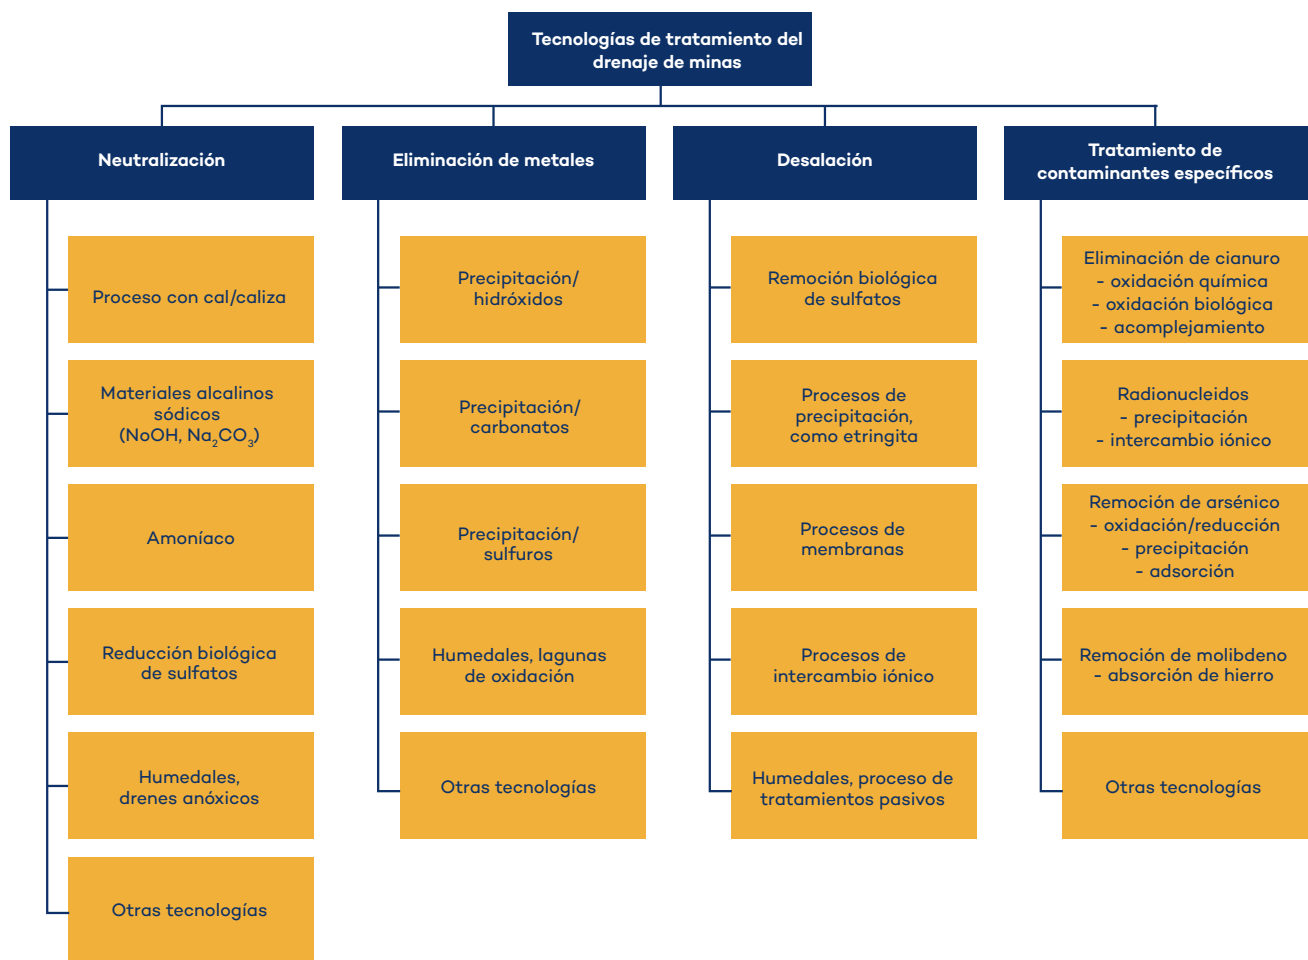 Tecnologías de tratamiento del
drenaje de minas
Neutralización
Proceso con cal/caliza
Materiales alcalinos
sódicos
(NoOH, Na₂CO₃)
Amoníaco
Reducción biológica
de sulfatos
Humedales,
drenes anóxicos
Otras tecnologías
Eliminación de metales
Precipitación/
hidróxidos
Precipitación/
carbonatos
Precipitación/
sulfuros
Humedales, lagunas
de oxidación
Otras tecnologías
Desalación
Remoción biológica
de sulfatos
Procesos de
precipitación,
como etringita
Procesos de
membranas
Procesos de
intercambio iónico
Humedales, proceso de
tratamientos pasivos
Tratamiento de
contaminantes específicos
Eliminación de cianuro
- oxidación química
- oxidación biológica
- acomplejamiento
Radionucleidos
- precipitación
- intercambio iónico
Remoción de arsénico
- oxidación/reducción
- precipitación
- adsorción
Remoción de molibdeno
- absorción de hierro
Otras tecnologías